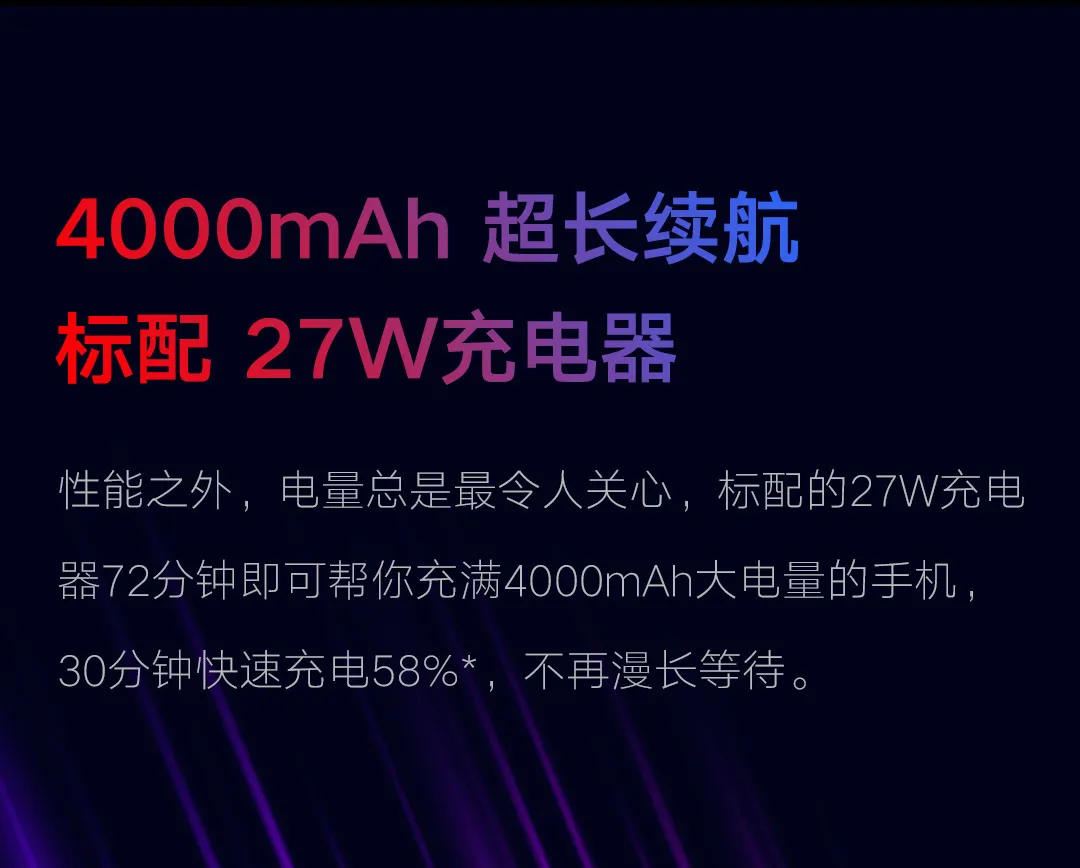 4000mAh 超长续航
标配 27W充电器
性能之外，电量总是最令人关心，标配的27W充电
器72分钟即可帮你充满4000mAh大电量的手机，
30分钟快速充电58%*，不再漫长等待。